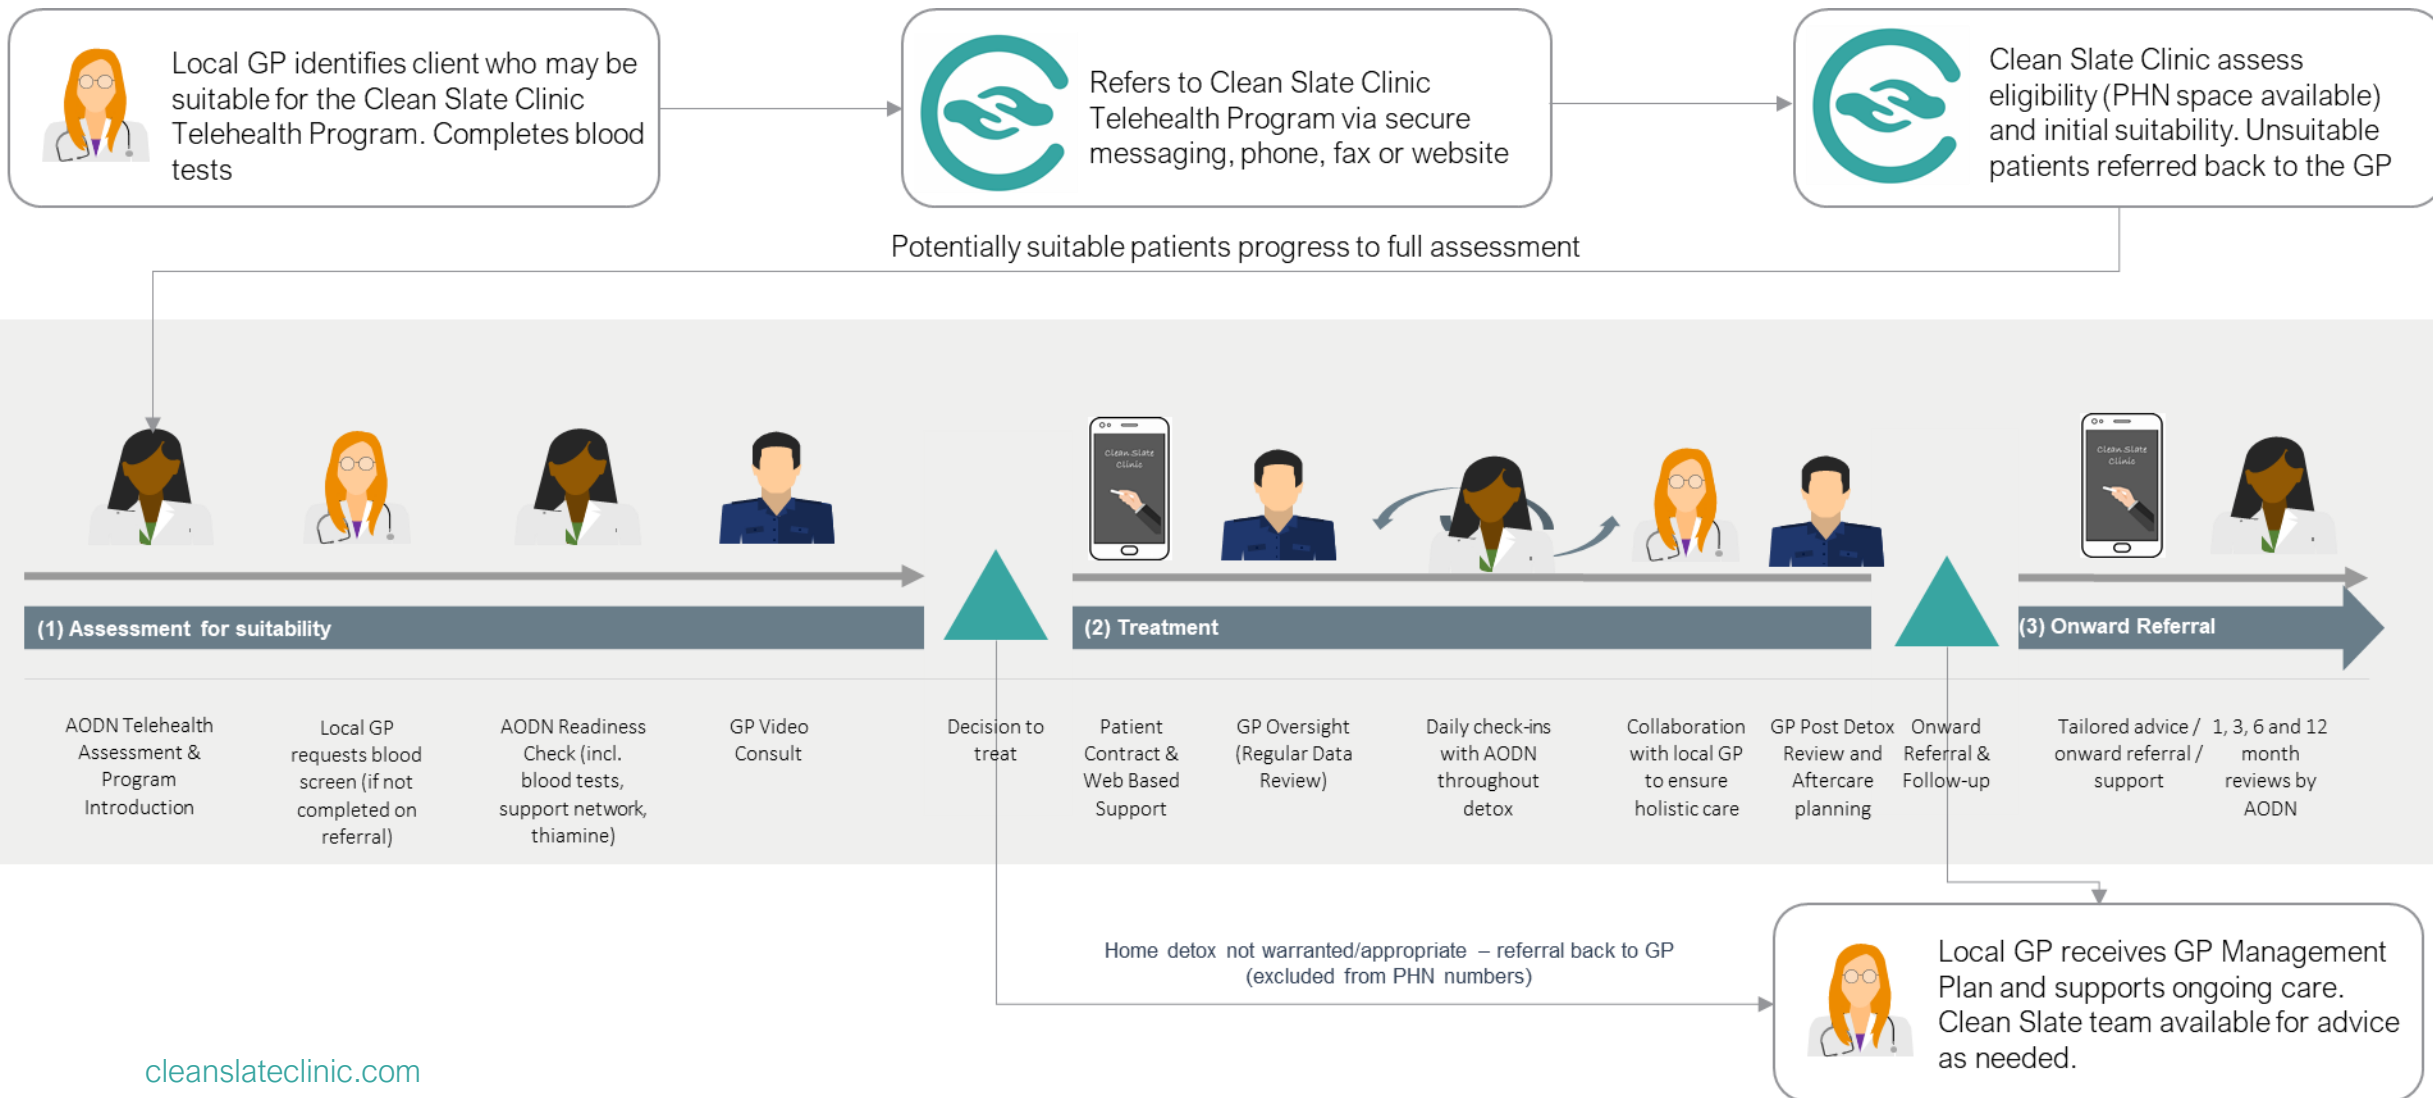 Local GP identifies client who may be
suitable for the Clean Slate Clinic
Telehealth Program. Completes blood
tests
Refers to Clean Slate Clinic
Telehealth Program via secure
messaging, phone, fax or website
Clean Slate Clinic assess
eligibility (PHN space available)
and initial suitability. Unsuitable
patients referred back to the GP
Potentially suitable patients progress to full assessment
Clean Slate
Clinic
Clean Slate
Clinic
(1) Assessment for suitability
(2) Treatment
(3) Onward Referral
AODN Telehealth
Assessment &
Program
Introduction
Local GP
requests blood
screen (if not
completed on
referral)
AODN Readiness
Check (incl.
blood tests,
support network,
thiamine)
GP Video
Consult
Decision to
treat
Patient
Contract &
Web Based
Support
GP Oversight
(Regular Data
Review)
Daily check-ins
with AODN
throughout
detox
Collaboration
with local GP
to ensure
holistic care
GP Post Detox
Review and
Aftercare
planning
Onward
Referral &
Follow-up
Tailored advice /
onward referral /
support
1, 3, 6 and 12
month
reviews by
AODN
Home detox not warranted/appropriate – referral back to GP
(excluded from PHN numbers)
Local GP receives GP Management
Plan and supports ongoing care.
Clean Slate team available for advice
as needed.
cleanslateclinic.com